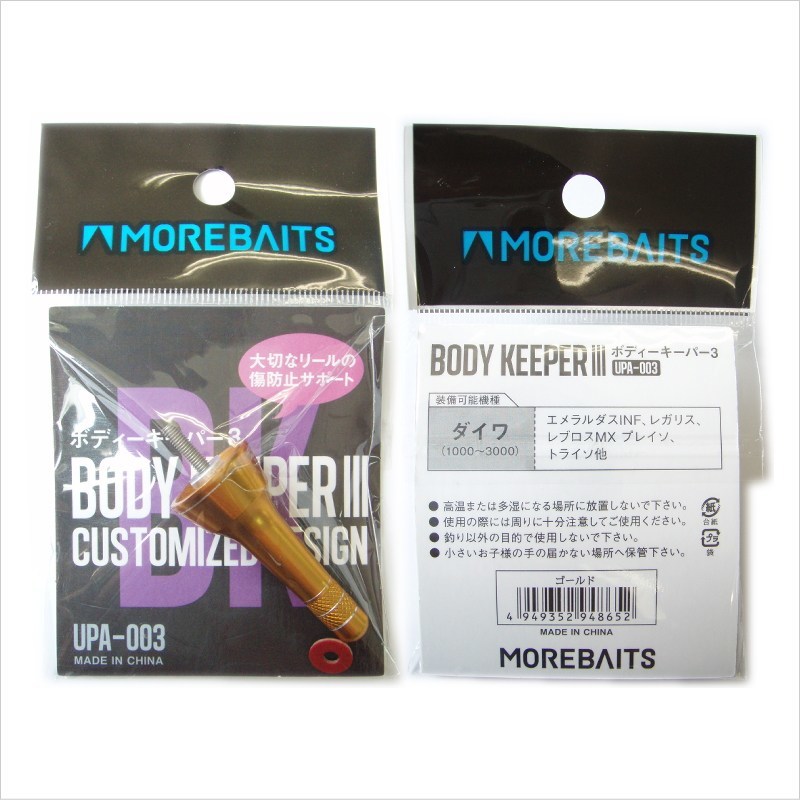 MOREBAITS
大切なリールの
傷防止サポート
BK
ボディーキーパー3
BODY KEEPER III
CUSTOMIZED DESIGN
UPA-003
MADE IN CHINA
MOREBAITS
BODY KEEPER III ボディーキーパー3
UPA-003
装備可能機種
ダイワ
(1000〜3000)
エメラルダスINF、レガリス、
レブロスMX ブレイゾ、
トライソ他
●高温または多湿になる場所に放置しないで下さい。
●使用の際には周りに十分注意してご使用ください。
●釣り以外の目的で使用しないで下さい。
●小さいお子様の手の届かない場所へ保管下さい。
紙
台紙
プラ
袋
ゴールド
4 949352 948652
MADE IN CHINA
MOREBAITS